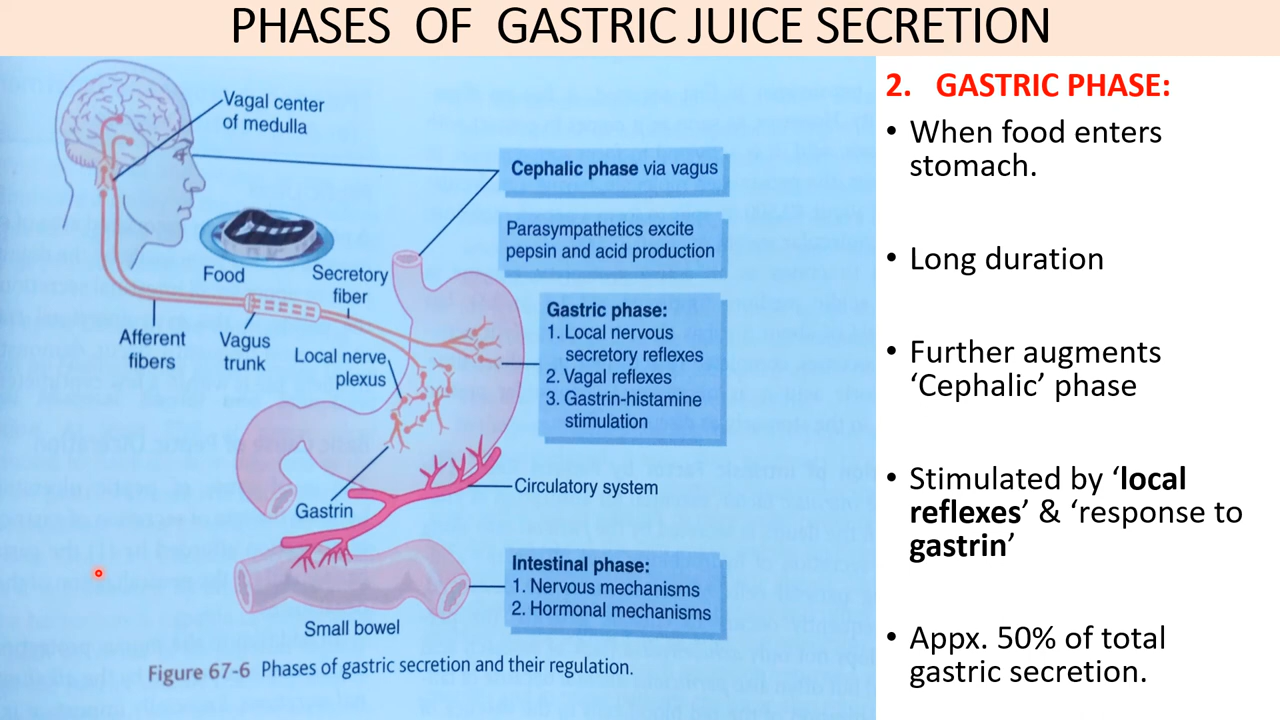 PHASES OF GASTRIC JUICE SECRETION
Vagal center
of medulla
Cephalic phase via vagus
Parasympathetics excite
pepsin and acid production
Food
Secretory
fiber
Gastric phase:
1. Local nervous
secretory reflexes
2. Vagal reflexes
3. Gastrin-histamine
stimulation
Afferent
fibers
Vagus
trunk
Local nerve
plexus
Circulatory system
Gastrin
Intestinal phase:
1. Nervous mechanisms
2. Hormonal mechanisms
Small bowel
Figure 67-6 Phases of gastric secretion and their regulation.
2. GASTRIC PHASE:
• When food enters
stomach.
• Long duration
• Further augments
‘Cephalic’ phase
• Stimulated by ‘local
reflexes’ & ‘response to
gastrin’
• Appx. 50% of total
gastric secretion.